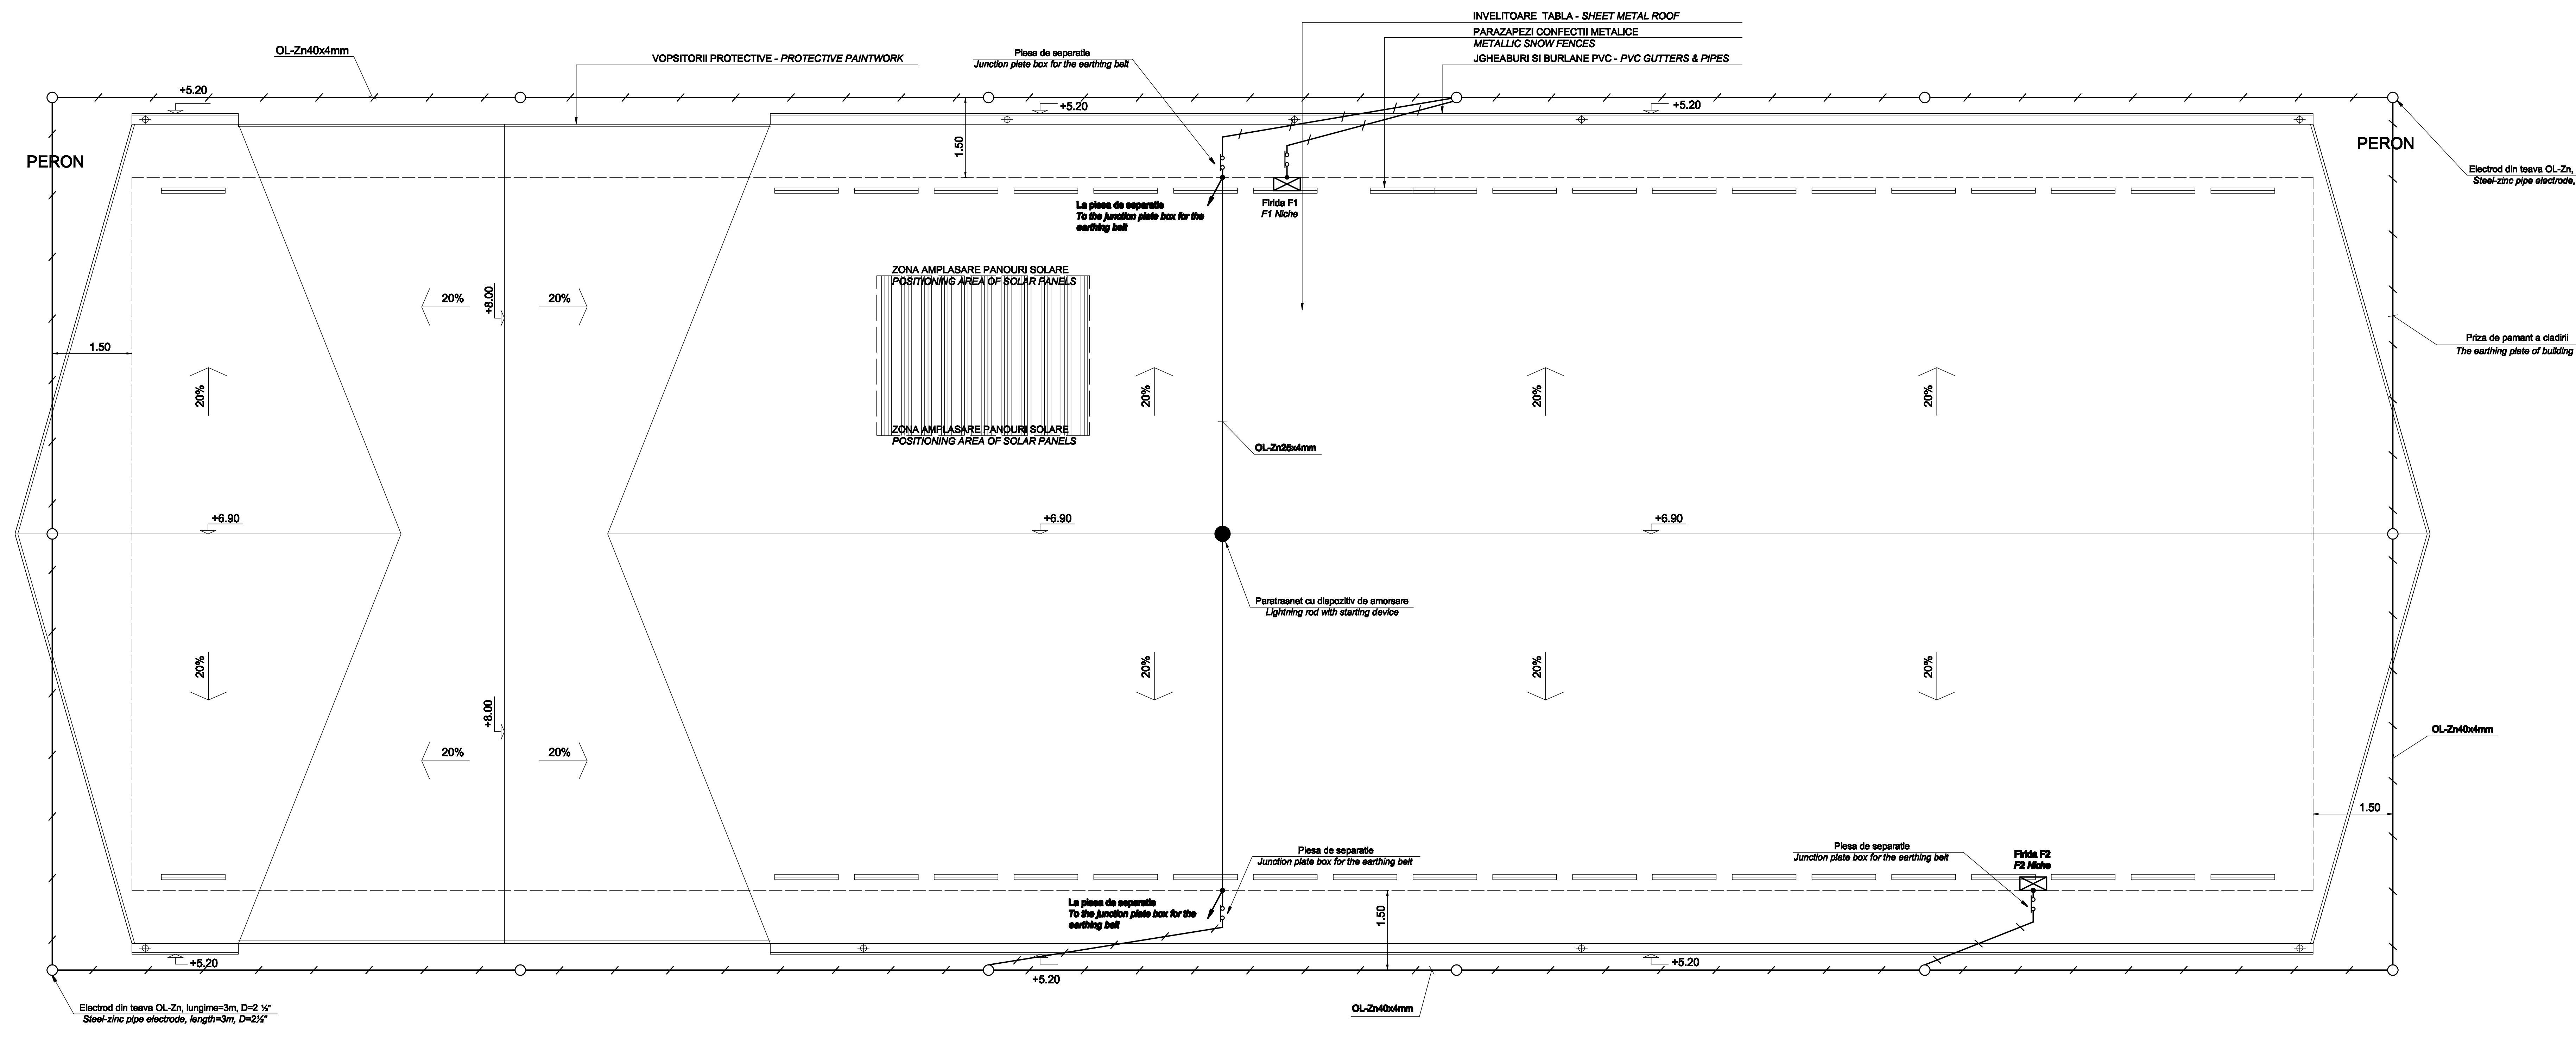 INVELITOARE TABLA - SHEET METAL ROOF
PARAZAPEZI CONFECTII METALICE
METALLIC SNOW FENCES
JGHEABURI SI BURLANE PVC - PVC GUTTERS & PIPES
OL-Zn40x4mm
VOPSITORII PROTECTIVE - PROTECTIVE PAINTWORK
Piesa de separatie
Junction plate box for the earthing belt
+5.20
+5.20
+5.20
PERON
1.50
PERON
Electrod din teava OL-Zn,
Steel-zinc pipe electrode,
La piesa de separatie
To the junction plate box for the
earthing belt
Firida F1
F1 Niche
ZONA AMPLASARE PANOURI SOLARE
POSITIONING AREA OF SOLAR PANELS
20%
+8.00
20%
Priza de pamant a cladirii
The earthing plate of building
1.50
20%
20%
20%
20%
ZONA AMPLASARE PANOURI SOLARE
POSITIONING AREA OF SOLAR PANELS
OL-Zn25x4mm
+6.90
+6.90
+6.90
Paratrasnet cu dispozitiv de amorsare
Lightning rod with starting device
20%
20%
20%
20%
+8.00
20%
20%
OL-Zn40x4mm
1.50
Piesa de separatie
Junction plate box for the earthing belt
Piesa de separatie
Junction plate box for the earthing belt
Firida F2
F2 Niche
La piesa de separatie
To the junction plate box for the
earthing belt
1.50
+5.20
+5.20
+5.20
Electrod din teava OL-Zn, lungime=3m, D=2 ½"
Steel-zinc pipe electrode, length=3m, D=2½"
OL-Zn40x4mm